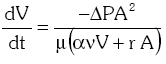 dV/dt = −ΔPA²/μ(ανV + r A)